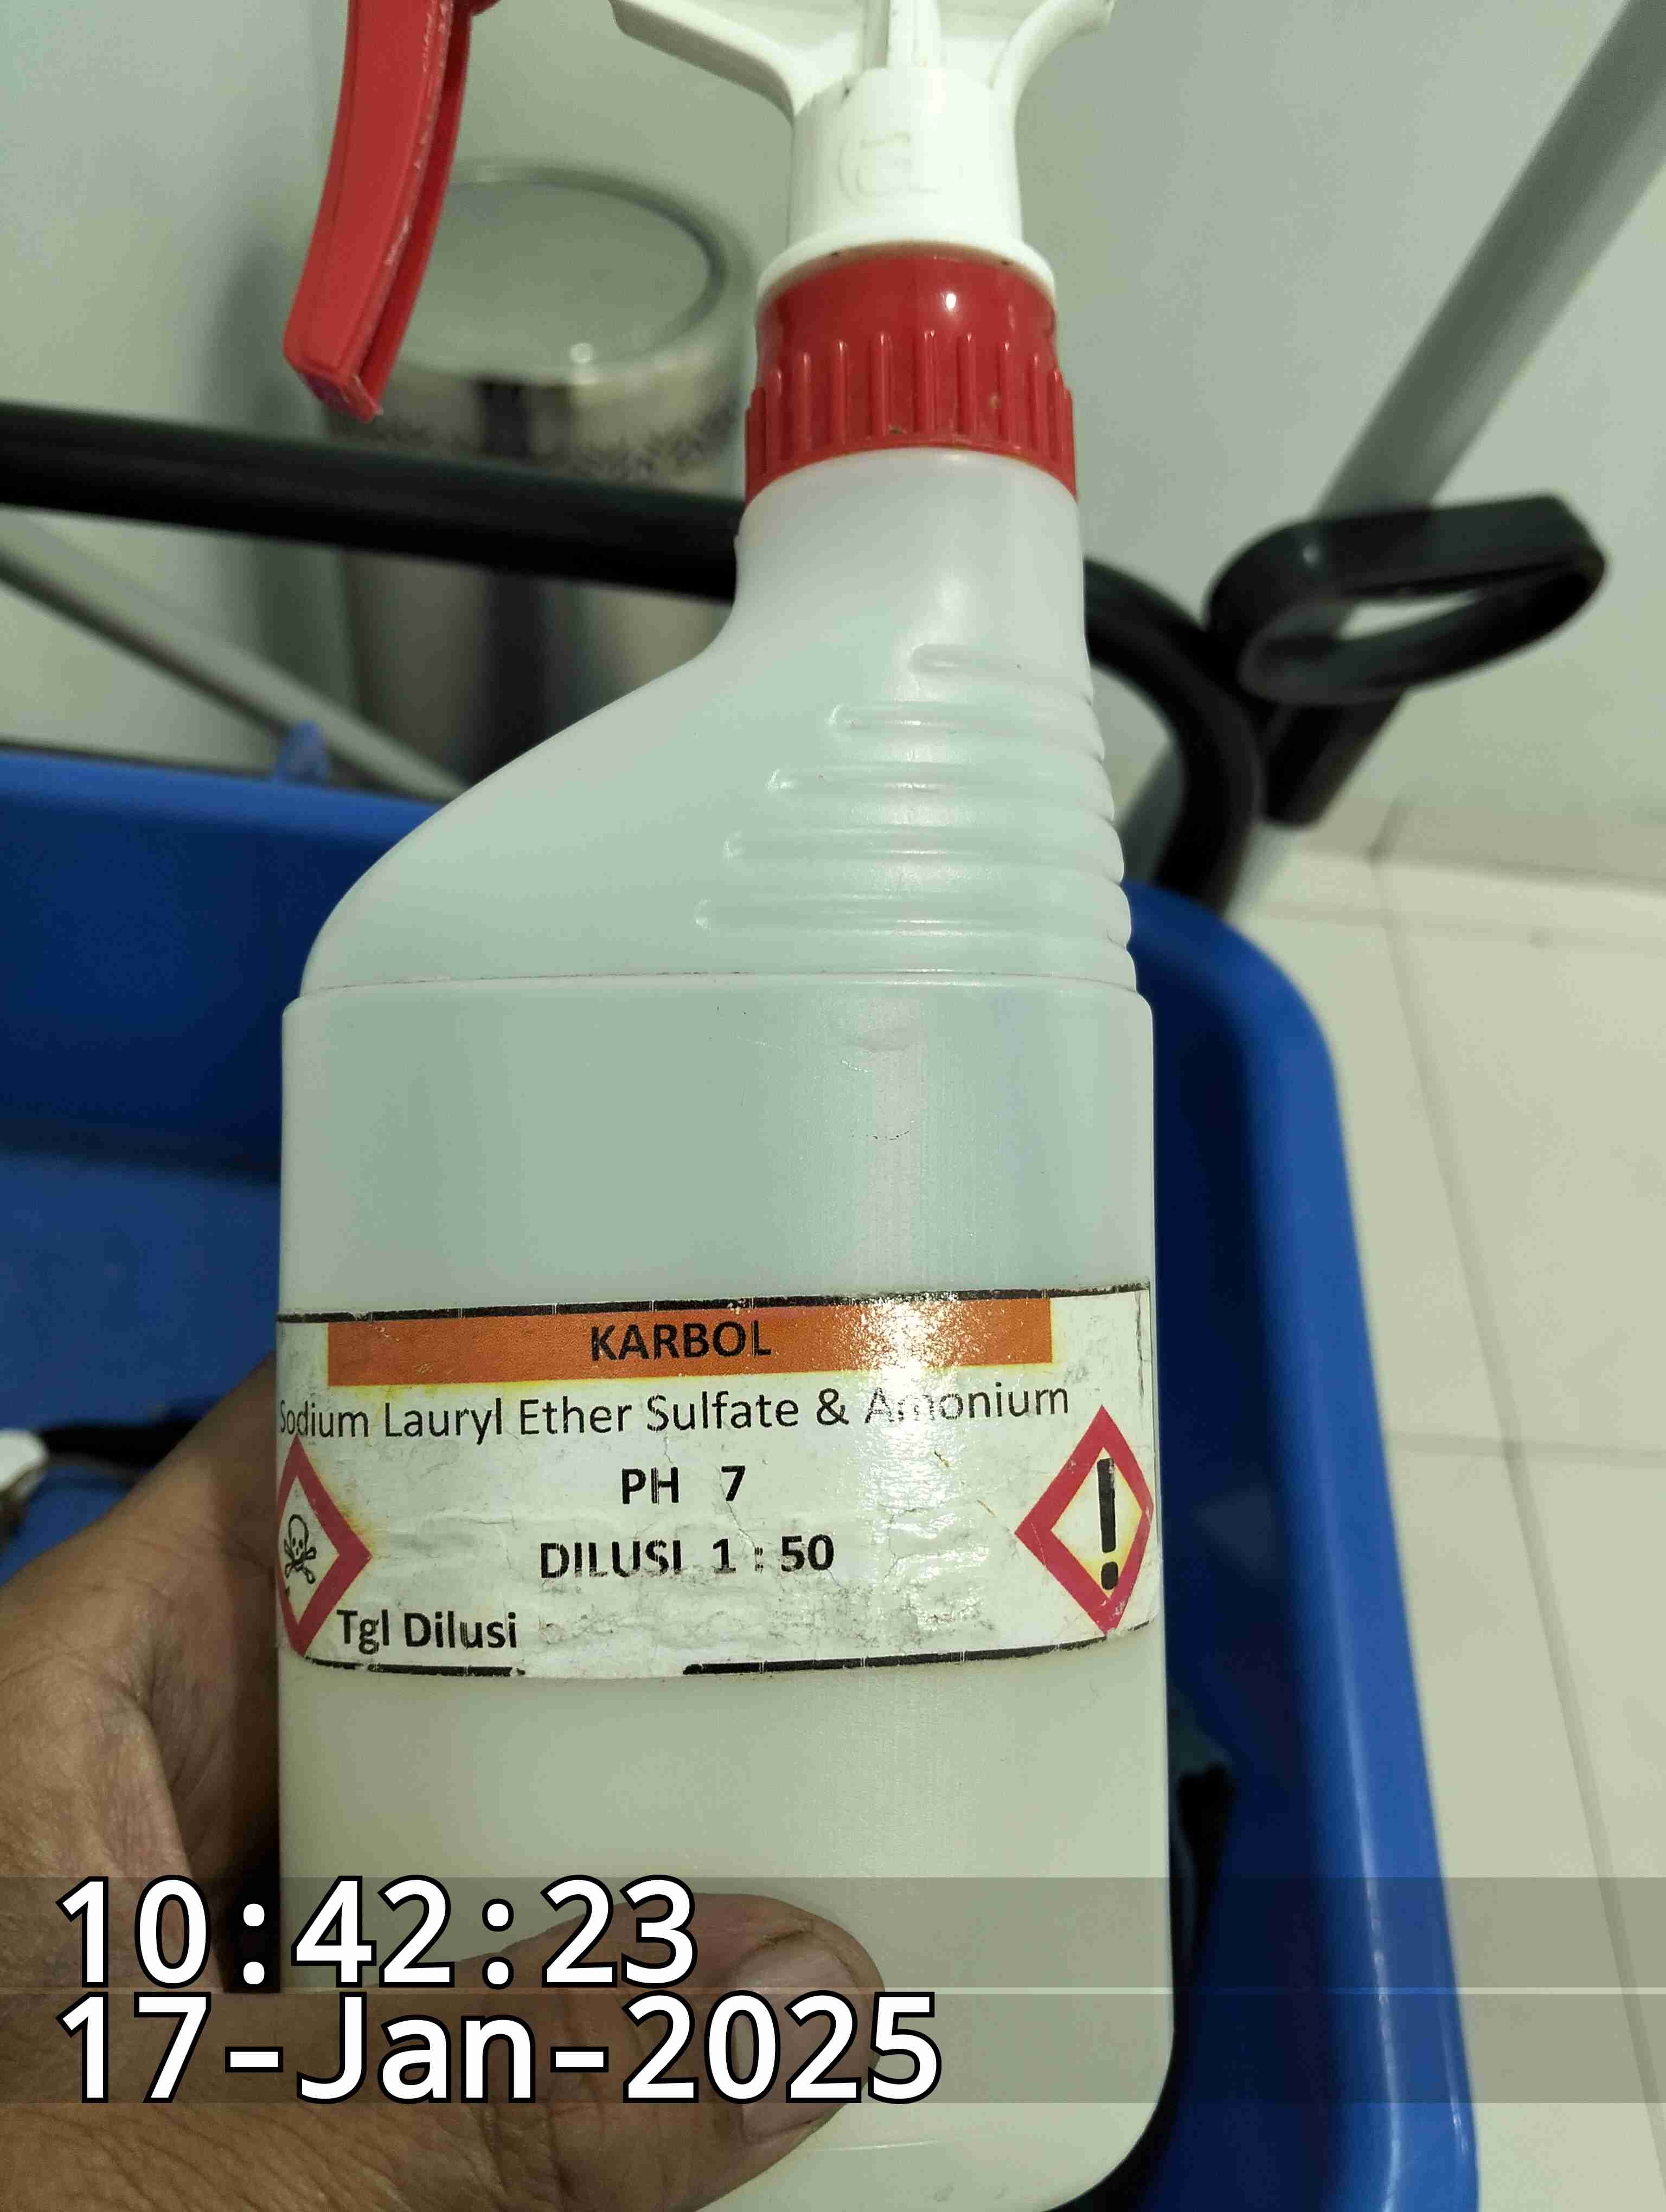 KARBOL
Sodium Lauryl Ether Sulfate & Amonium
PH 7
DILUSI 1 : 50
Tgl Dilusi
10:42:23
17-Jan-2025